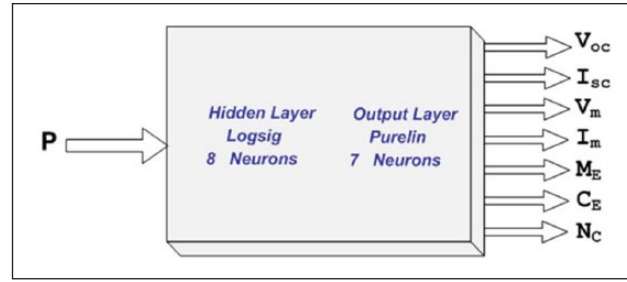 P
Hidden Layer
Logsig
8 Neurons
Output Layer
Purelin
7 Neurons
Voc
Isc
Vm
Im
ME
CE
NC